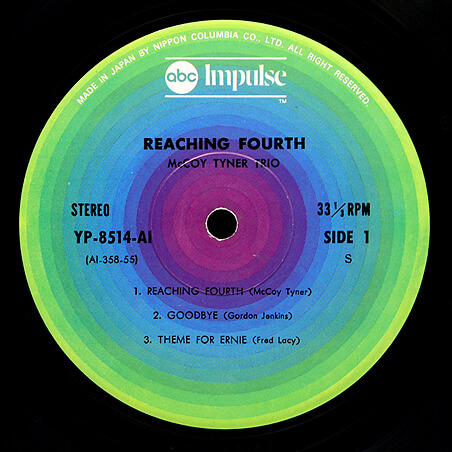 MADE IN JAPAN BY NIPPON COLUMBIA CO., LTD. ALL RIGHT RESERVED.
abc Impulse
TM
REACHING FOURTH
McCOY TYNER TRIO
STEREO 33 1/3 RPM
YP-8514-AI SIDE 1
(AI-358-55) S
1. REACHING FOURTH (McCoy Tyner)
2. GOODBYE (Gordon Jenkins)
3. THEME FOR ERNIE (Fred Lacy)